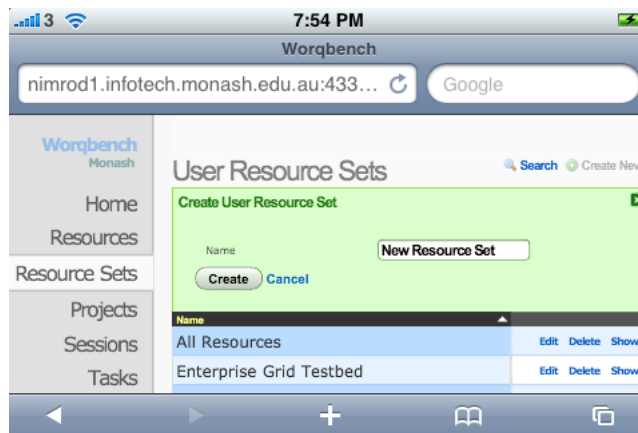 3 7:54 PM
Worqbench
nimrod1.infotech.monash.edu.au:433... Google
Worqbench
Monash
User Resource Sets Search Create New
Create User Resource Set
Home
Resources
Name New Resource Set
Resource Sets
Create Cancel
Projects
Name
Sessions
All Resources Edit Delete Show
Tasks
Enterprise Grid Testbed Edit Delete Show